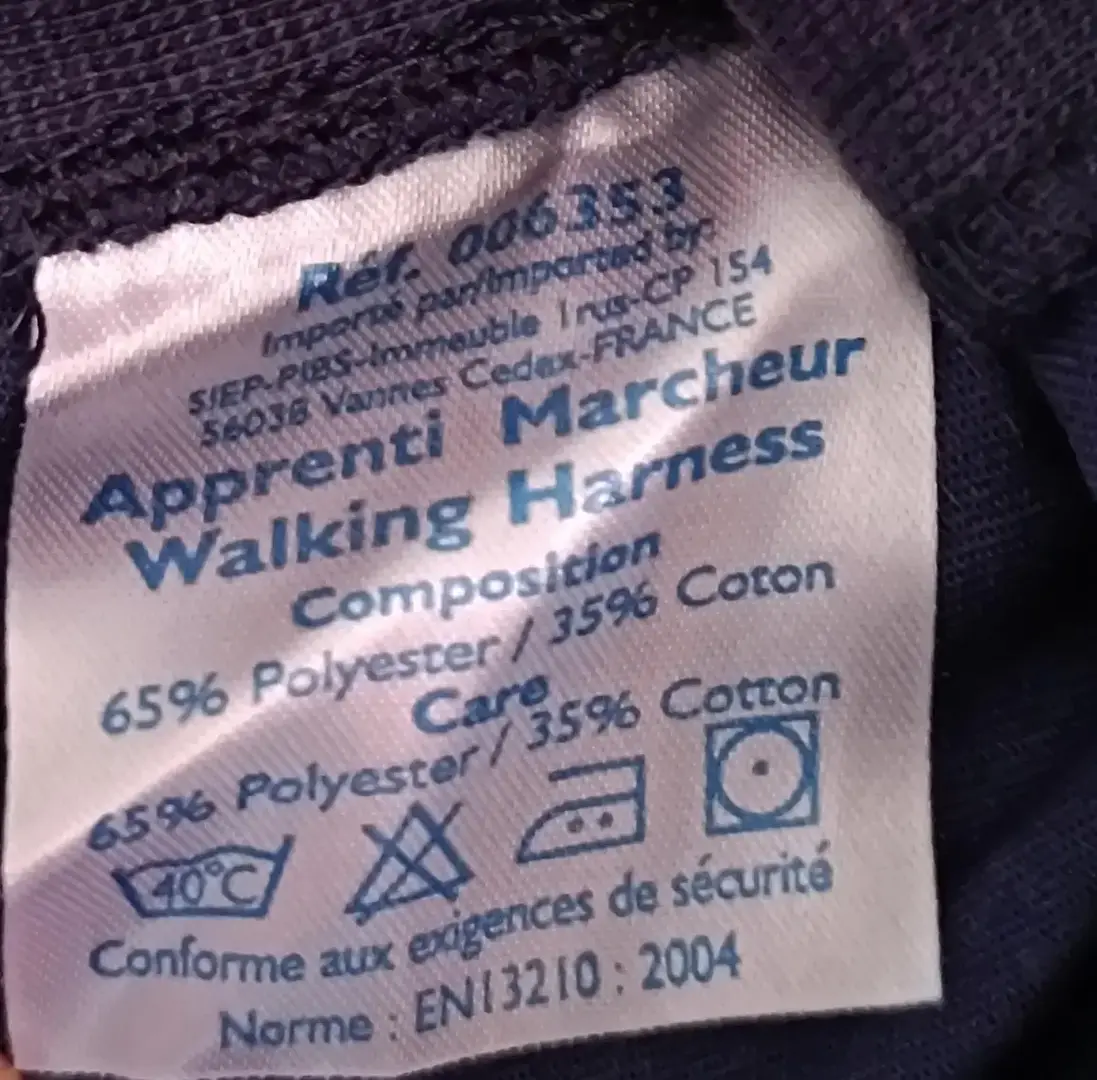 Réf. 006353
Importé par/Imported by
SIEP-PIBS-Immeuble Irus-CP 154
56038 Vannes Cedex-FRANCE
Apprenti Marcheur
Walking Harness
Composition
65% Polyester / 35% Coton
Care
65% Polyester / 35% Cotton
40°C
Conforme aux exigences de sécurité
Norme : EN13210 : 2004